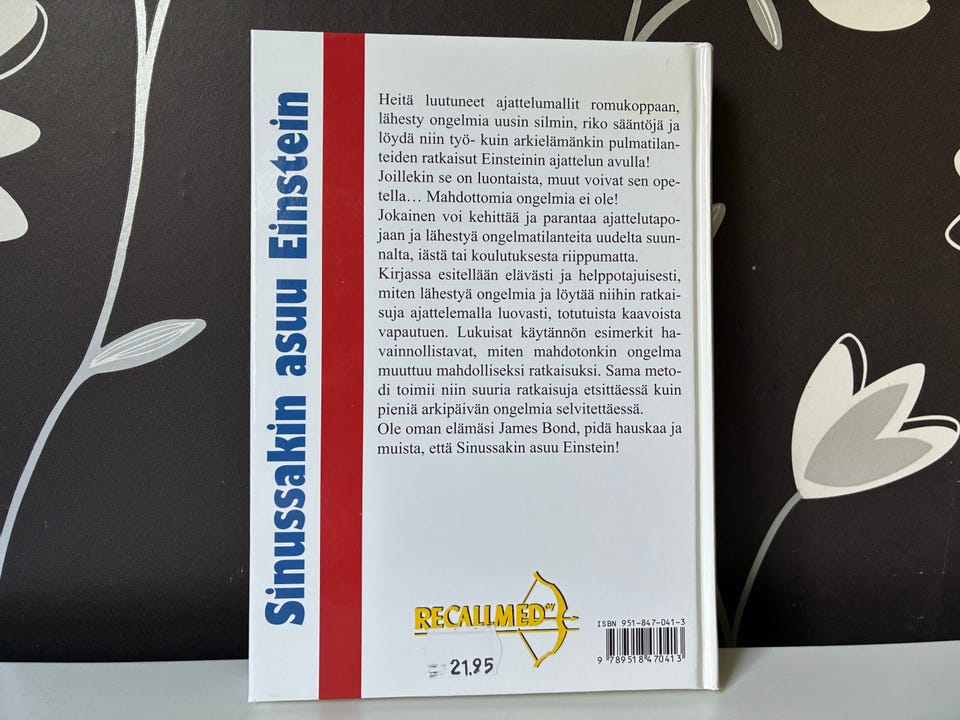 Sinussakin asuu Einstein
Heitä luutuneet ajattelumallit romukoppaan,
lähesty ongelmia uusin silmin, riko sääntöjä ja
löydä niin työ- kuin arkielämänkin pulmatilan-
teiden ratkaisut Einsteinin ajattelun avulla!
Joillekin se on luontaista, muut voivat sen ope-
tella… Mahdottomia ongelmia ei ole!
Jokainen voi kehittää ja parantaa ajattelutapo-
jaan ja lähestyä ongelmatilanteita uudelta suun-
nalta, iästä tai koulutuksesta riippumatta.
Kirjassa esitellään elävästi ja helppotajuisesti,
miten lähestyä ongelmia ja löytää niihin ratkai-
suja ajattelemalla luovasti, totutuista kaavoista
vapautuen. Lukuisat käytännön esimerkit ha-
vainnollistavat, miten mahdotonkin ongelma
muuttuu mahdolliseksi ratkaisuksi. Sama meto-
di toimii niin suuria ratkaisuja etsittäessä kuin
pieniä arkipäivän ongelmia selvitettäessä.
Ole oman elämäsi James Bond, pidä hauskaa ja
muista, että Sinussakin asuu Einstein!
RECALLMED OY
21.95
ISBN 951-847-041-3
9 789518 470413